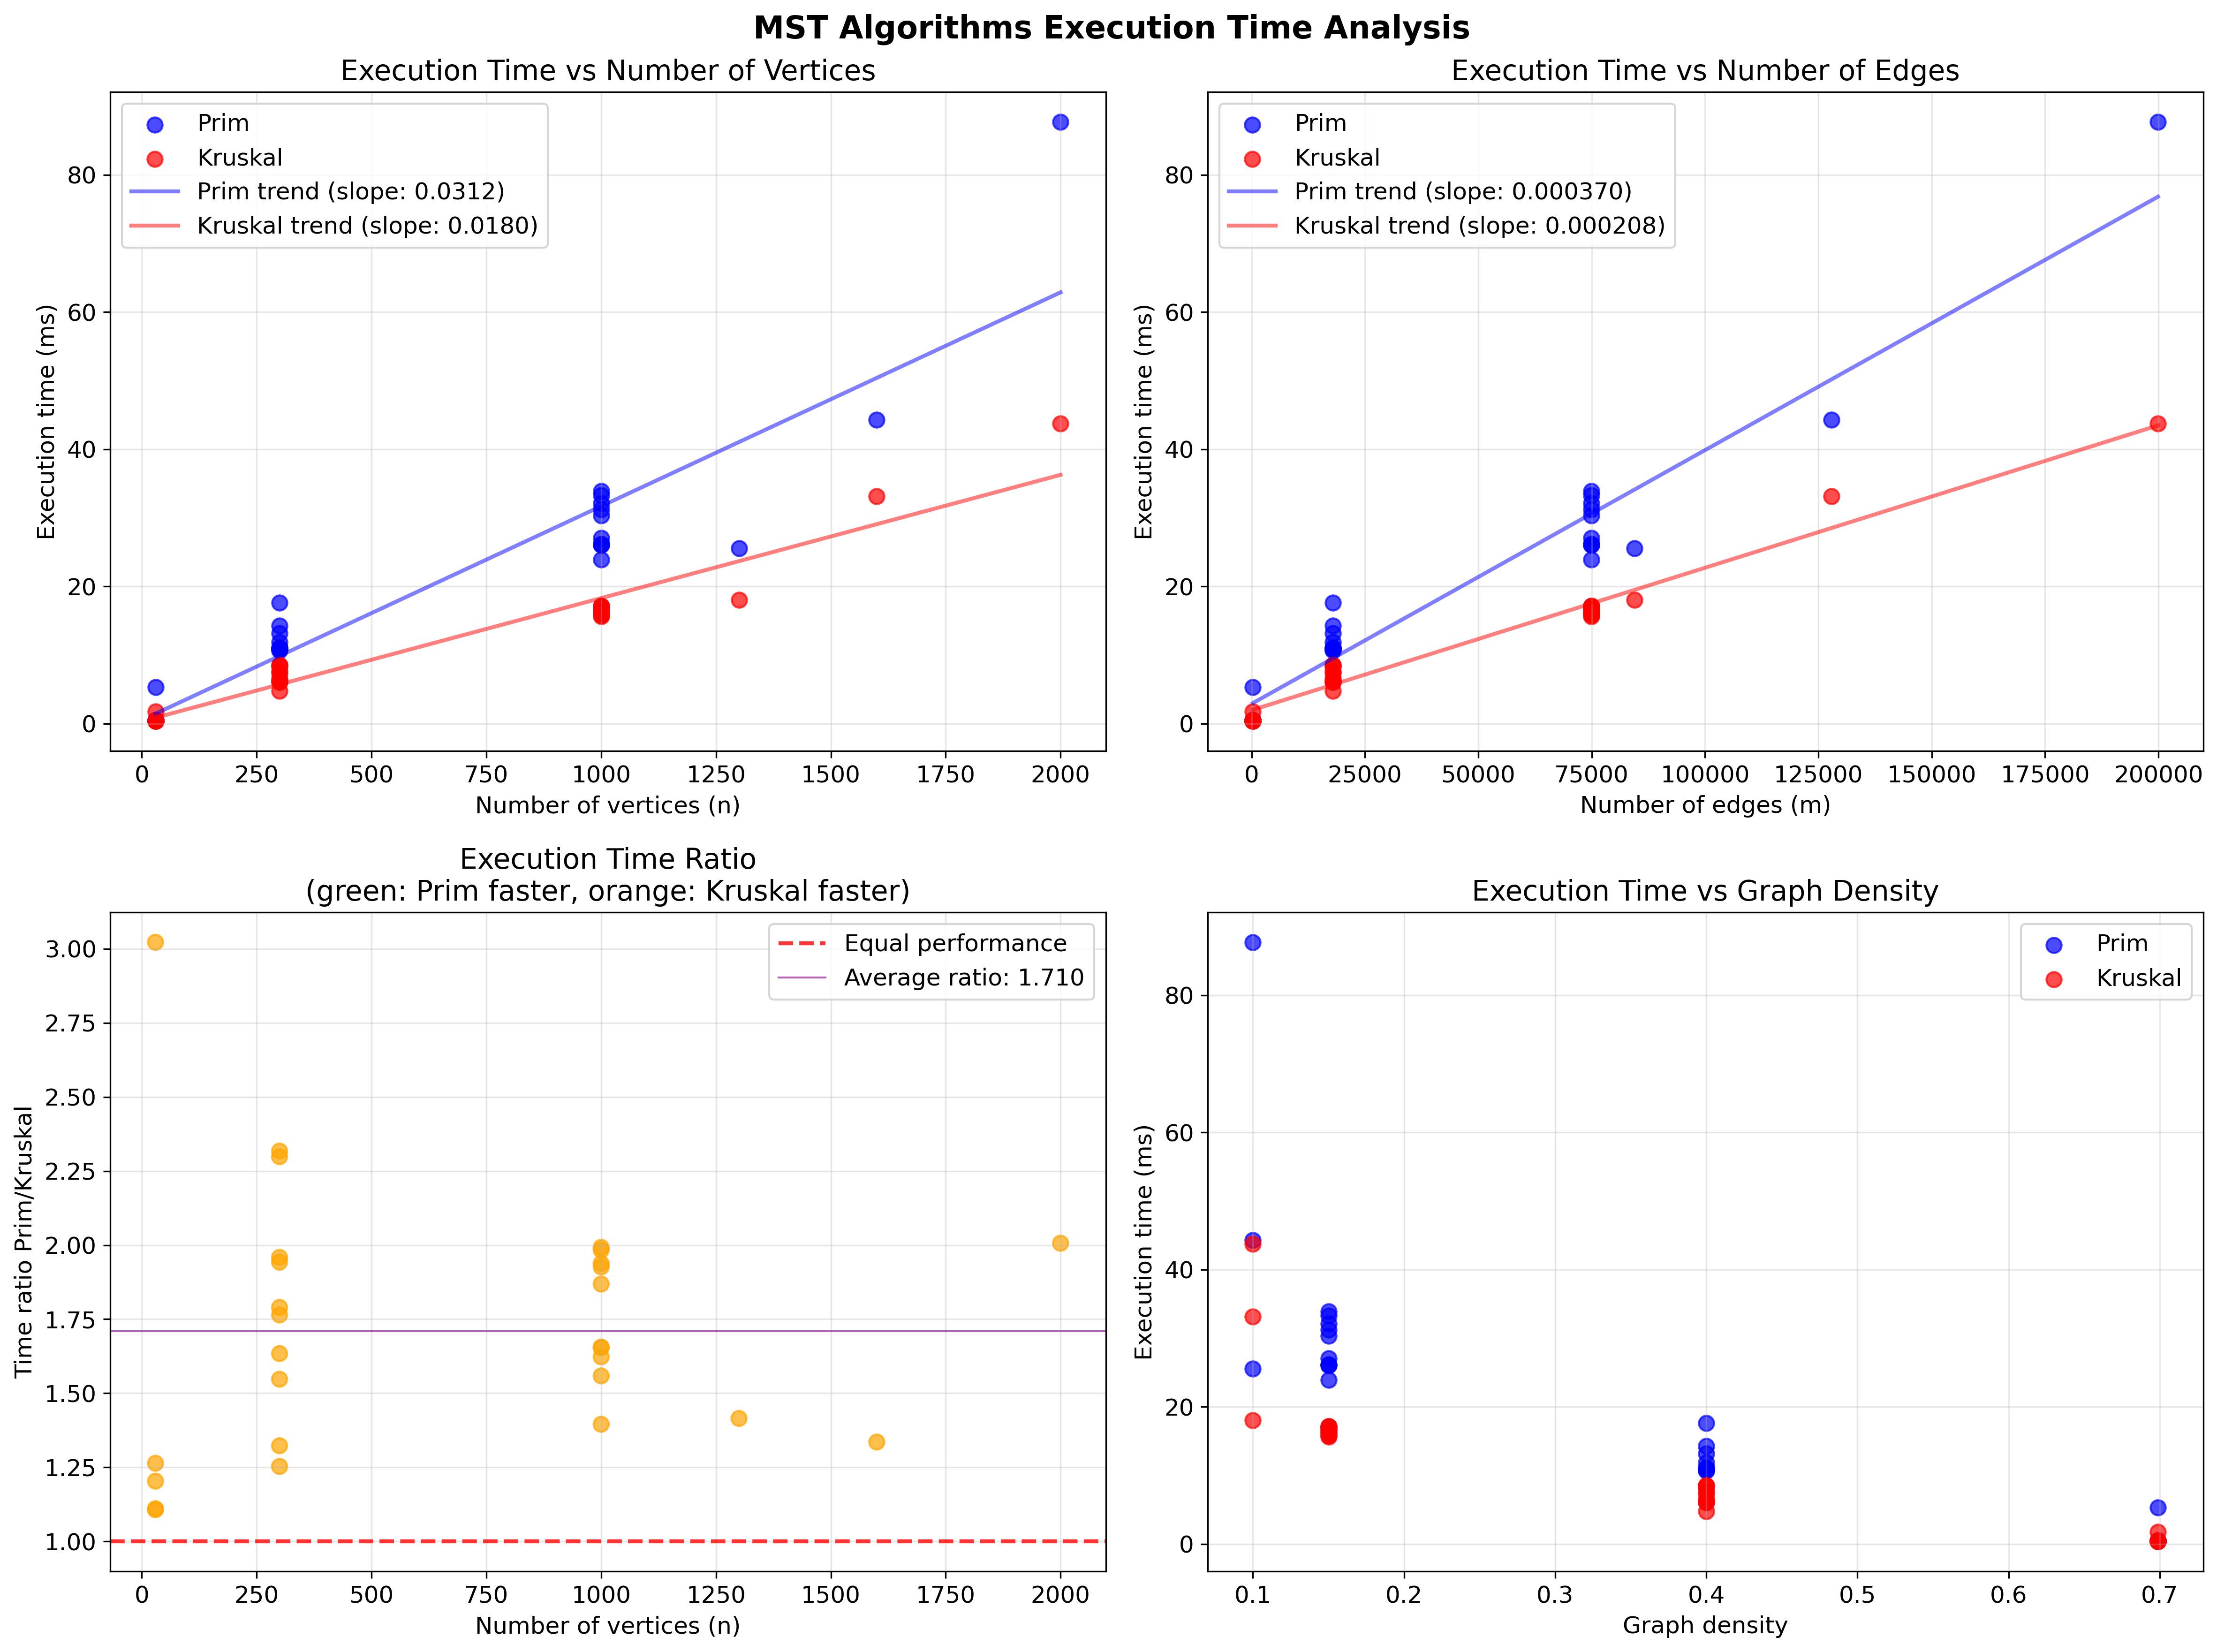 MST Algorithms Execution Time Analysis
Execution Time vs Number of Vertices
Prim
Kruskal
Prim trend (slope: 0.0312)
Kruskal trend (slope: 0.0180)
Execution time (ms)
80
60
40
20
0
0 250 500 750 1000 1250 1500 1750 2000
Number of vertices (n)
Execution Time vs Number of Edges
Prim
Kruskal
Prim trend (slope: 0.000370)
Kruskal trend (slope: 0.000208)
Execution time (ms)
80
60
40
20
0
0 25000 50000 75000 100000 125000 150000 175000 200000
Number of edges (m)
Execution Time Ratio
(green: Prim faster, orange: Kruskal faster)
Equal performance
Average ratio: 1.710
Time ratio Prim/Kruskal
3.00
2.75
2.50
2.25
2.00
1.75
1.50
1.25
1.00
0 250 500 750 1000 1250 1500 1750 2000
Number of vertices (n)
Execution Time vs Graph Density
Prim
Kruskal
Execution time (ms)
80
60
40
20
0
0.1 0.2 0.3 0.4 0.5 0.6 0.7
Graph density